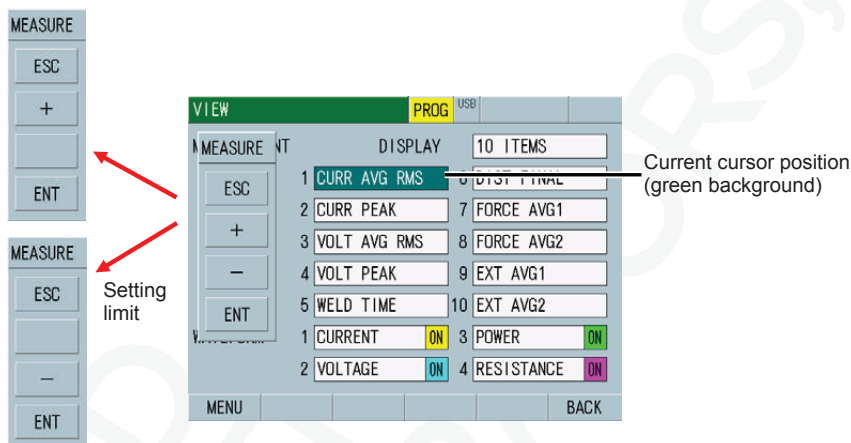 MEASURE
ESC
+
ENT
MEASURE
ESC
−
ENT
Setting
limit
VIEW PROG USB
MEASURE NT DISPLAY 10 ITEMS
ESC
+
−
ENT
1 CURR AVG RMS 6 DIST FINAL
2 CURR PEAK 7 FORCE AVG1
3 VOLT AVG RMS 8 FORCE AVG2
4 VOLT PEAK 9 EXT AVG1
5 WELD TIME 10 EXT AVG2
1 CURRENT ON 3 POWER ON
2 VOLTAGE ON 4 RESISTANCE ON
MENU BACK
Current cursor position
(green background)